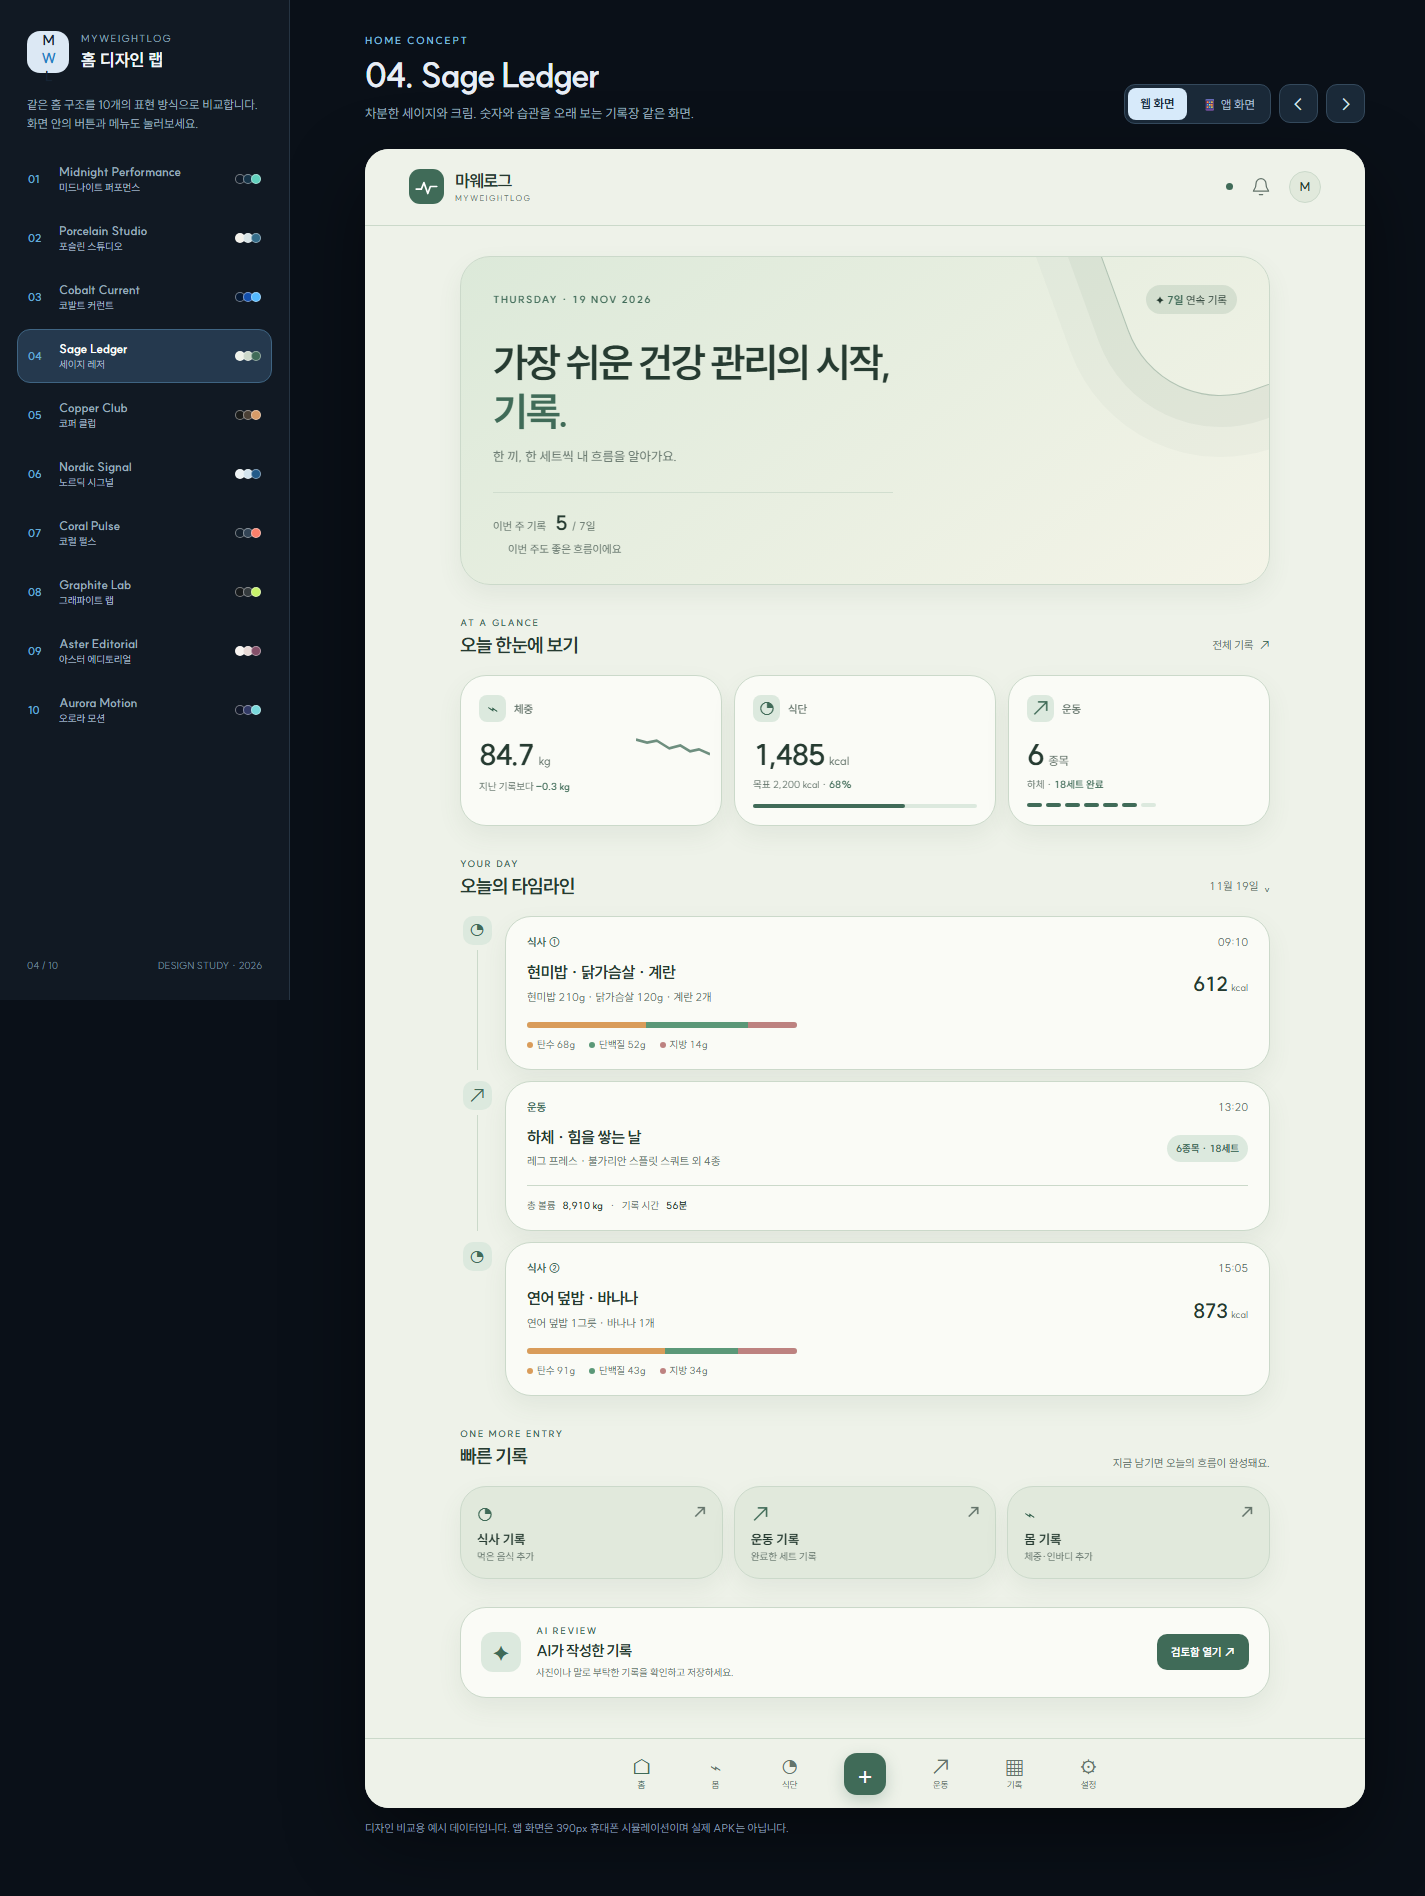 M
W
L
MYWEIGHTLOG
홈 디자인 랩
같은 홈 구조를 10개의 표현 방식으로 비교합니다.
화면 안의 버튼과 메뉴도 눌러보세요.
01 Midnight Performance
미드나이트 퍼포먼스
02 Porcelain Studio
포슬린 스튜디오
03 Cobalt Current
코발트 커런트
04 Sage Ledger
세이지 레저
05 Copper Club
코퍼 클럽
06 Nordic Signal
노르딕 시그널
07 Coral Pulse
코럴 펄스
08 Graphite Lab
그래파이트 랩
09 Aster Editorial
아스터 에디토리얼
10 Aurora Motion
오로라 모션
04 / 10
DESIGN STUDY · 2026
HOME CONCEPT
04. Sage Ledger
차분한 세이지와 크림. 숫자와 습관을 오래 보는 기록장 같은 화면.
웹 화면
앱 화면
마웨로그
MYWEIGHTLOG
M
THURSDAY · 19 NOV 2026
✦ 7일 연속 기록
가장 쉬운 건강 관리의 시작,
기록.
한 끼, 한 세트씩 내 흐름을 알아가요.
이번 주 기록 5 / 7일
이번 주도 좋은 흐름이에요
AT A GLANCE
오늘 한눈에 보기
전체 기록 ↗
체중
84.7 kg
지난 기록보다 −0.3 kg
식단
1,485 kcal
목표 2,200 kcal · 68%
운동
6 종목
하체 · 18세트 완료
YOUR DAY
오늘의 타임라인
11월 19일
식사 ①
09:10
현미밥 · 닭가슴살 · 계란
현미밥 210g · 닭가슴살 120g · 계란 2개
612 kcal
탄수 68g 단백질 52g 지방 14g
운동
13:20
하체 · 힘을 쌓는 날
레그 프레스 · 불가리안 스플릿 스쿼트 외 4종
6종목 · 18세트
총 볼륨 8,910 kg · 기록 시간 56분
식사 ②
15:05
연어 덮밥 · 바나나
연어 덮밥 1그릇 · 바나나 1개
873 kcal
탄수 91g 단백질 43g 지방 34g
ONE MORE ENTRY
빠른 기록
지금 남기면 오늘의 흐름이 완성돼요.
식사 기록
먹은 음식 추가
운동 기록
완료한 세트 기록
몸 기록
체중·인바디 추가
AI REVIEW
AI가 작성한 기록
사진이나 말로 부탁한 기록을 확인하고 저장하세요.
검토함 열기 ↗
홈
몸
식단
+
운동
기록
설정
디자인 비교용 예시 데이터입니다. 앱 화면은 390px 휴대폰 시뮬레이션이며 실제 APK는 아닙니다.